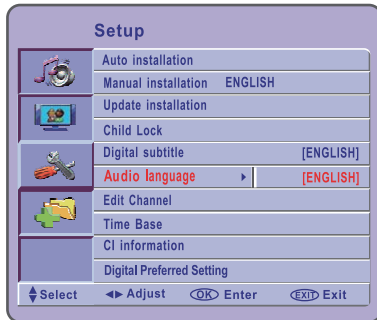 Setup
Auto installation
Manual installation ENGLISH
Update installation
Child Lock
Digital subtitle [ENGLISH]
Audio language [ENGLISH]
Edit Channel
Time Base
CI information
Digital Preferred Setting
Select Adjust OK Enter EXIT Exit